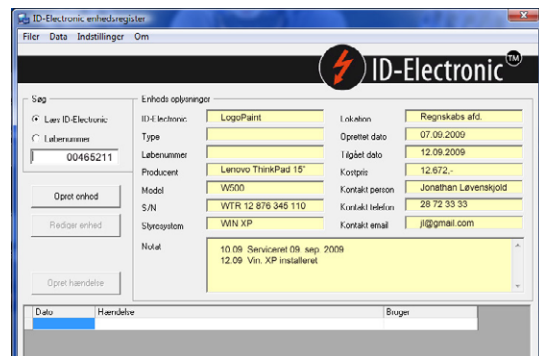 ID-Electronic enhedsregister
Filer Data Indstillinger Om
ID-Electronic™
Søg
Læs ID-Electronic
Løbenummer
00465211
Opret enhed
Rediger enhed
Opret hændelse
Enheds oplysninger
ID-Electronic LogoPaint
Type
Løbenummer
Producent Lenovo ThinkPad 15"
Model W500
S/N WTR 12 876 345 110
Styresystem WIN XP
Lokation Regnskabs afd.
Oprettet dato 07.09.2009
Tilgået dato 12.09.2009
Kostpris 12.672,-
Kontakt person Jonathan Løvenskjold
Kontakt telefon 28 72 33 33
Kontakt email jl@gmail.com
Notat 10.09 Serviceret 09. sep. 2009
12.09 Vin. XP installeret
Dato Hændelse Bruger